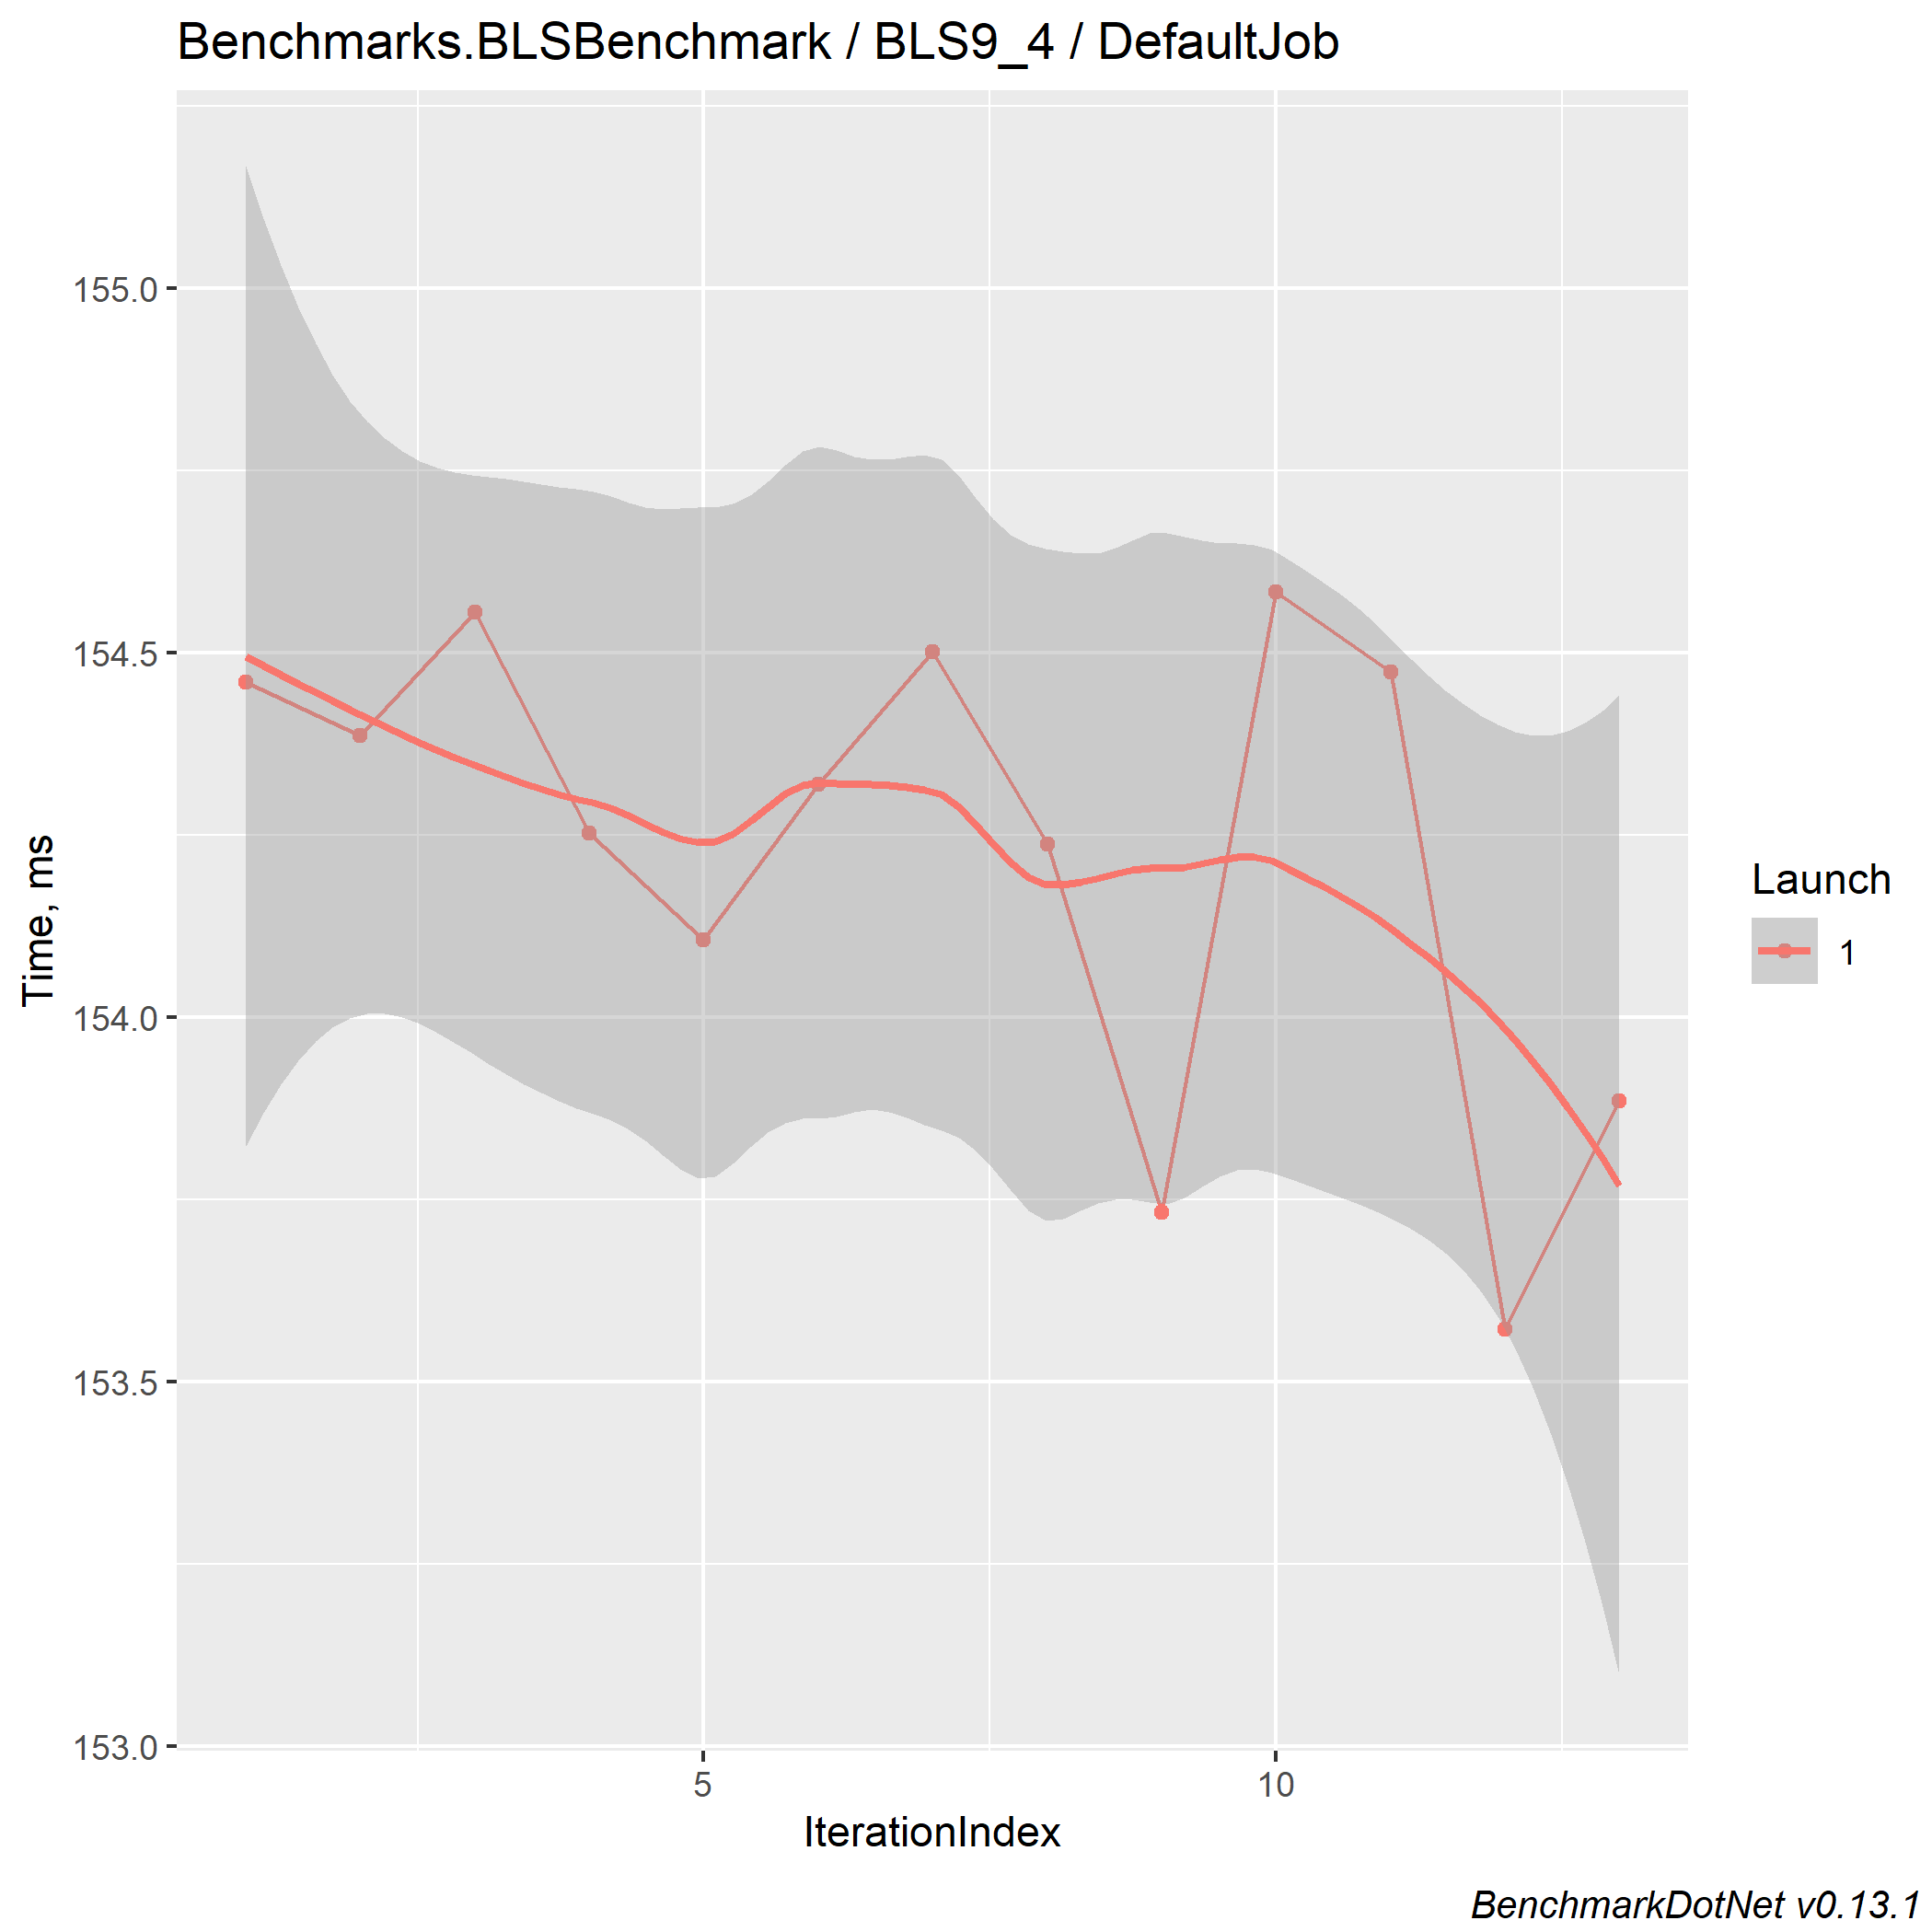 Benchmarks.BLSBenchmark / BLS9_4 / DefaultJob
155.0
154.5
154.0
153.5
153.0
Time, ms
5
10
IterationIndex
Launch
1
BenchmarkDotNet v0.13.1